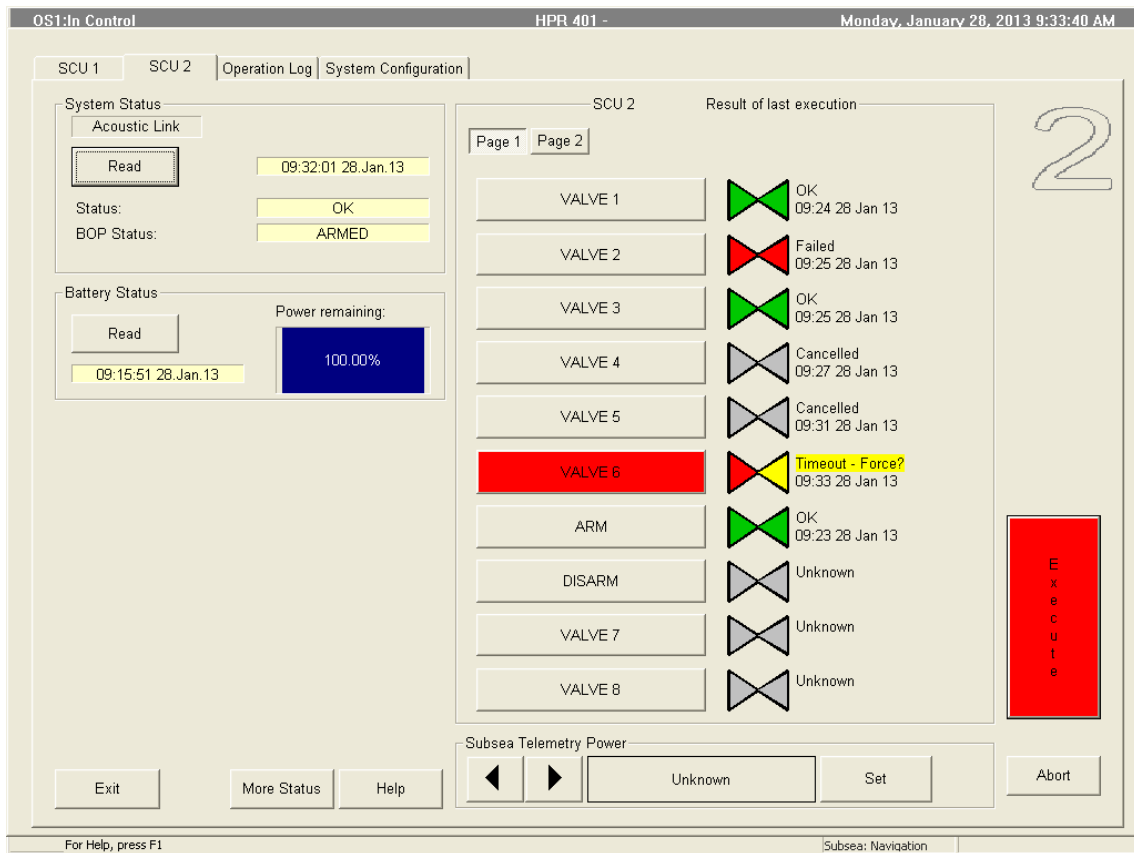 OS1:In Control HPR 401 - Monday, January 28, 2013 9:33:40 AM
SCU 1 SCU 2 Operation Log System Configuration
System Status
Acoustic Link
Read 09:32:01 28.Jan.13
Status: OK
BOP Status: ARMED
Battery Status
Read
Power remaining:
100.00%
09:15:51 28.Jan.13
SCU 2 Result of last execution
Page 1 Page 2
VALVE 1 OK
09:24 28 Jan 13
VALVE 2 Failed
09:25 28 Jan 13
VALVE 3 OK
09:25 28 Jan 13
VALVE 4 Cancelled
09:27 28 Jan 13
VALVE 5 Cancelled
09:31 28 Jan 13
VALVE 6 Timeout - Force?
09:33 28 Jan 13
ARM OK
09:23 28 Jan 13
DISARM Unknown
VALVE 7 Unknown
VALVE 8 Unknown
2
Execute
Subsea Telemetry Power
Unknown Set
Abort
Exit More Status Help
For Help, press F1 Subsea: Navigation